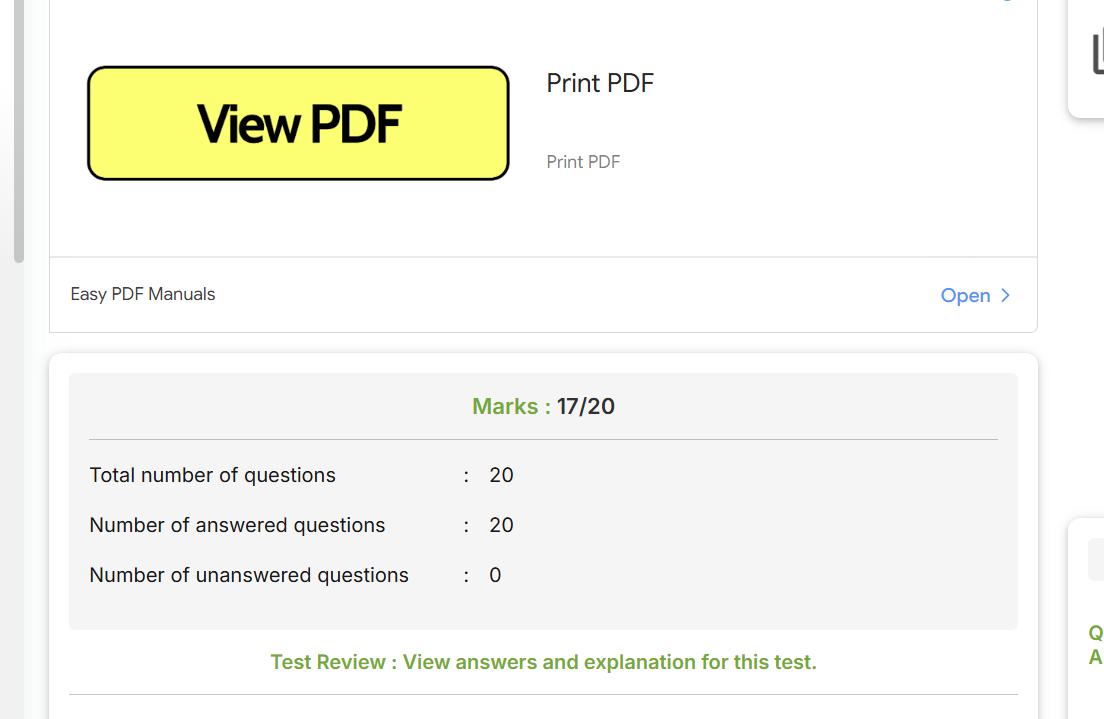 View PDF
Print PDF
Print PDF
Easy PDF Manuals
Open
Marks : 17/20
Total number of questions : 20
Number of answered questions : 20
Number of unanswered questions : 0
Test Review : View answers and explanation for this test.
Q
A